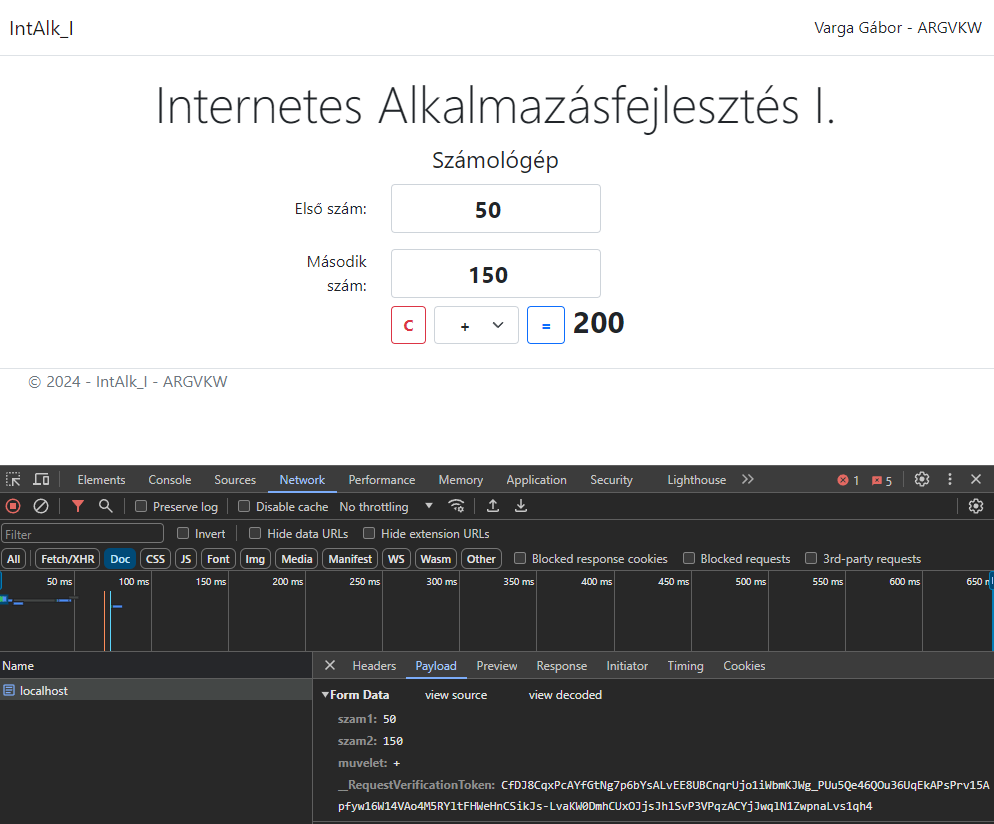 IntAlk_I
Varga Gábor - ARGVKW
Internetes Alkalmazásfejlesztés I.
Számológép
Első szám: 50
Második szám: 150
C + = 200
© 2024 - IntAlk_I - ARGVKW
Elements Console Sources Network Performance Memory Application Security Lighthouse 1 5
Preserve log Disable cache No throttling
Filter Invert Hide data URLs Hide extension URLs
All Fetch/XHR Doc CSS JS Font Img Media Manifest WS Wasm Other Blocked response cookies Blocked requests 3rd-party requests
50 ms 100 ms 150 ms 200 ms 250 ms 300 ms 350 ms 400 ms 450 ms 500 ms 550 ms 600 ms 650
Name Headers Payload Preview Response Initiator Timing Cookies
localhost
Form Data view source view decoded
szam1: 50
szam2: 150
muvelet: +
__RequestVerificationToken: CfDJ8CqxPcAYfGtNg7p6bYsALvEE8UBCnqrUjo1iWbmKJWg_PUu5Qe46QOu36UqEkAPsPrv15A
pfyw16W14VAo4M5RYltFHWeHnCSikJs-LvaKW0DmhCUxOJjsJhlSvP3VPqzACYjJwqlN1ZwpnaLvs1qh4